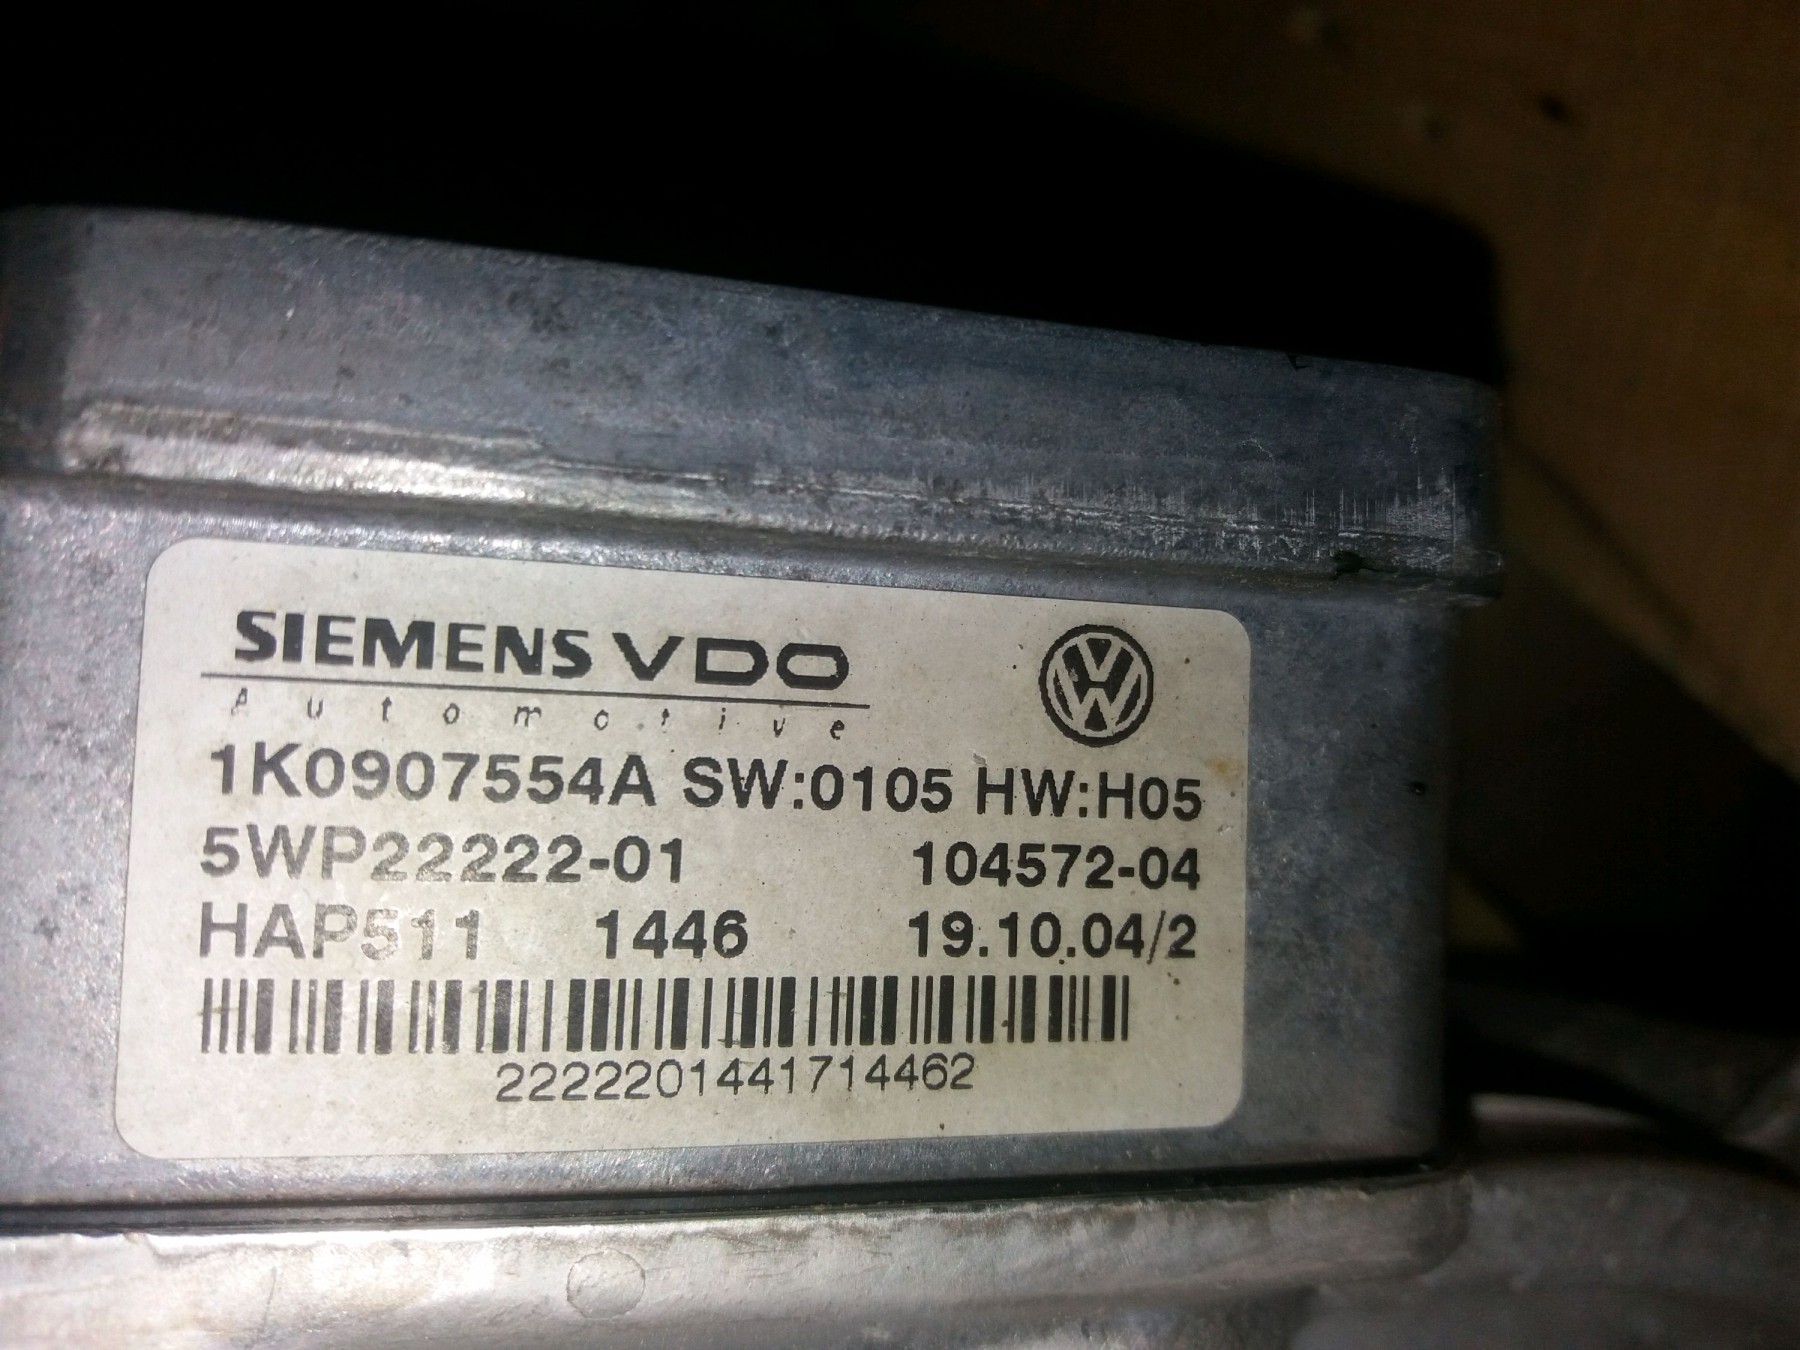 SIEMENS VDO
Automotive
1K0907554A SW:0105 HW:H05
5WP22222-01 104572-04
HAP511 1446 19.10.04/2
2222201441714462